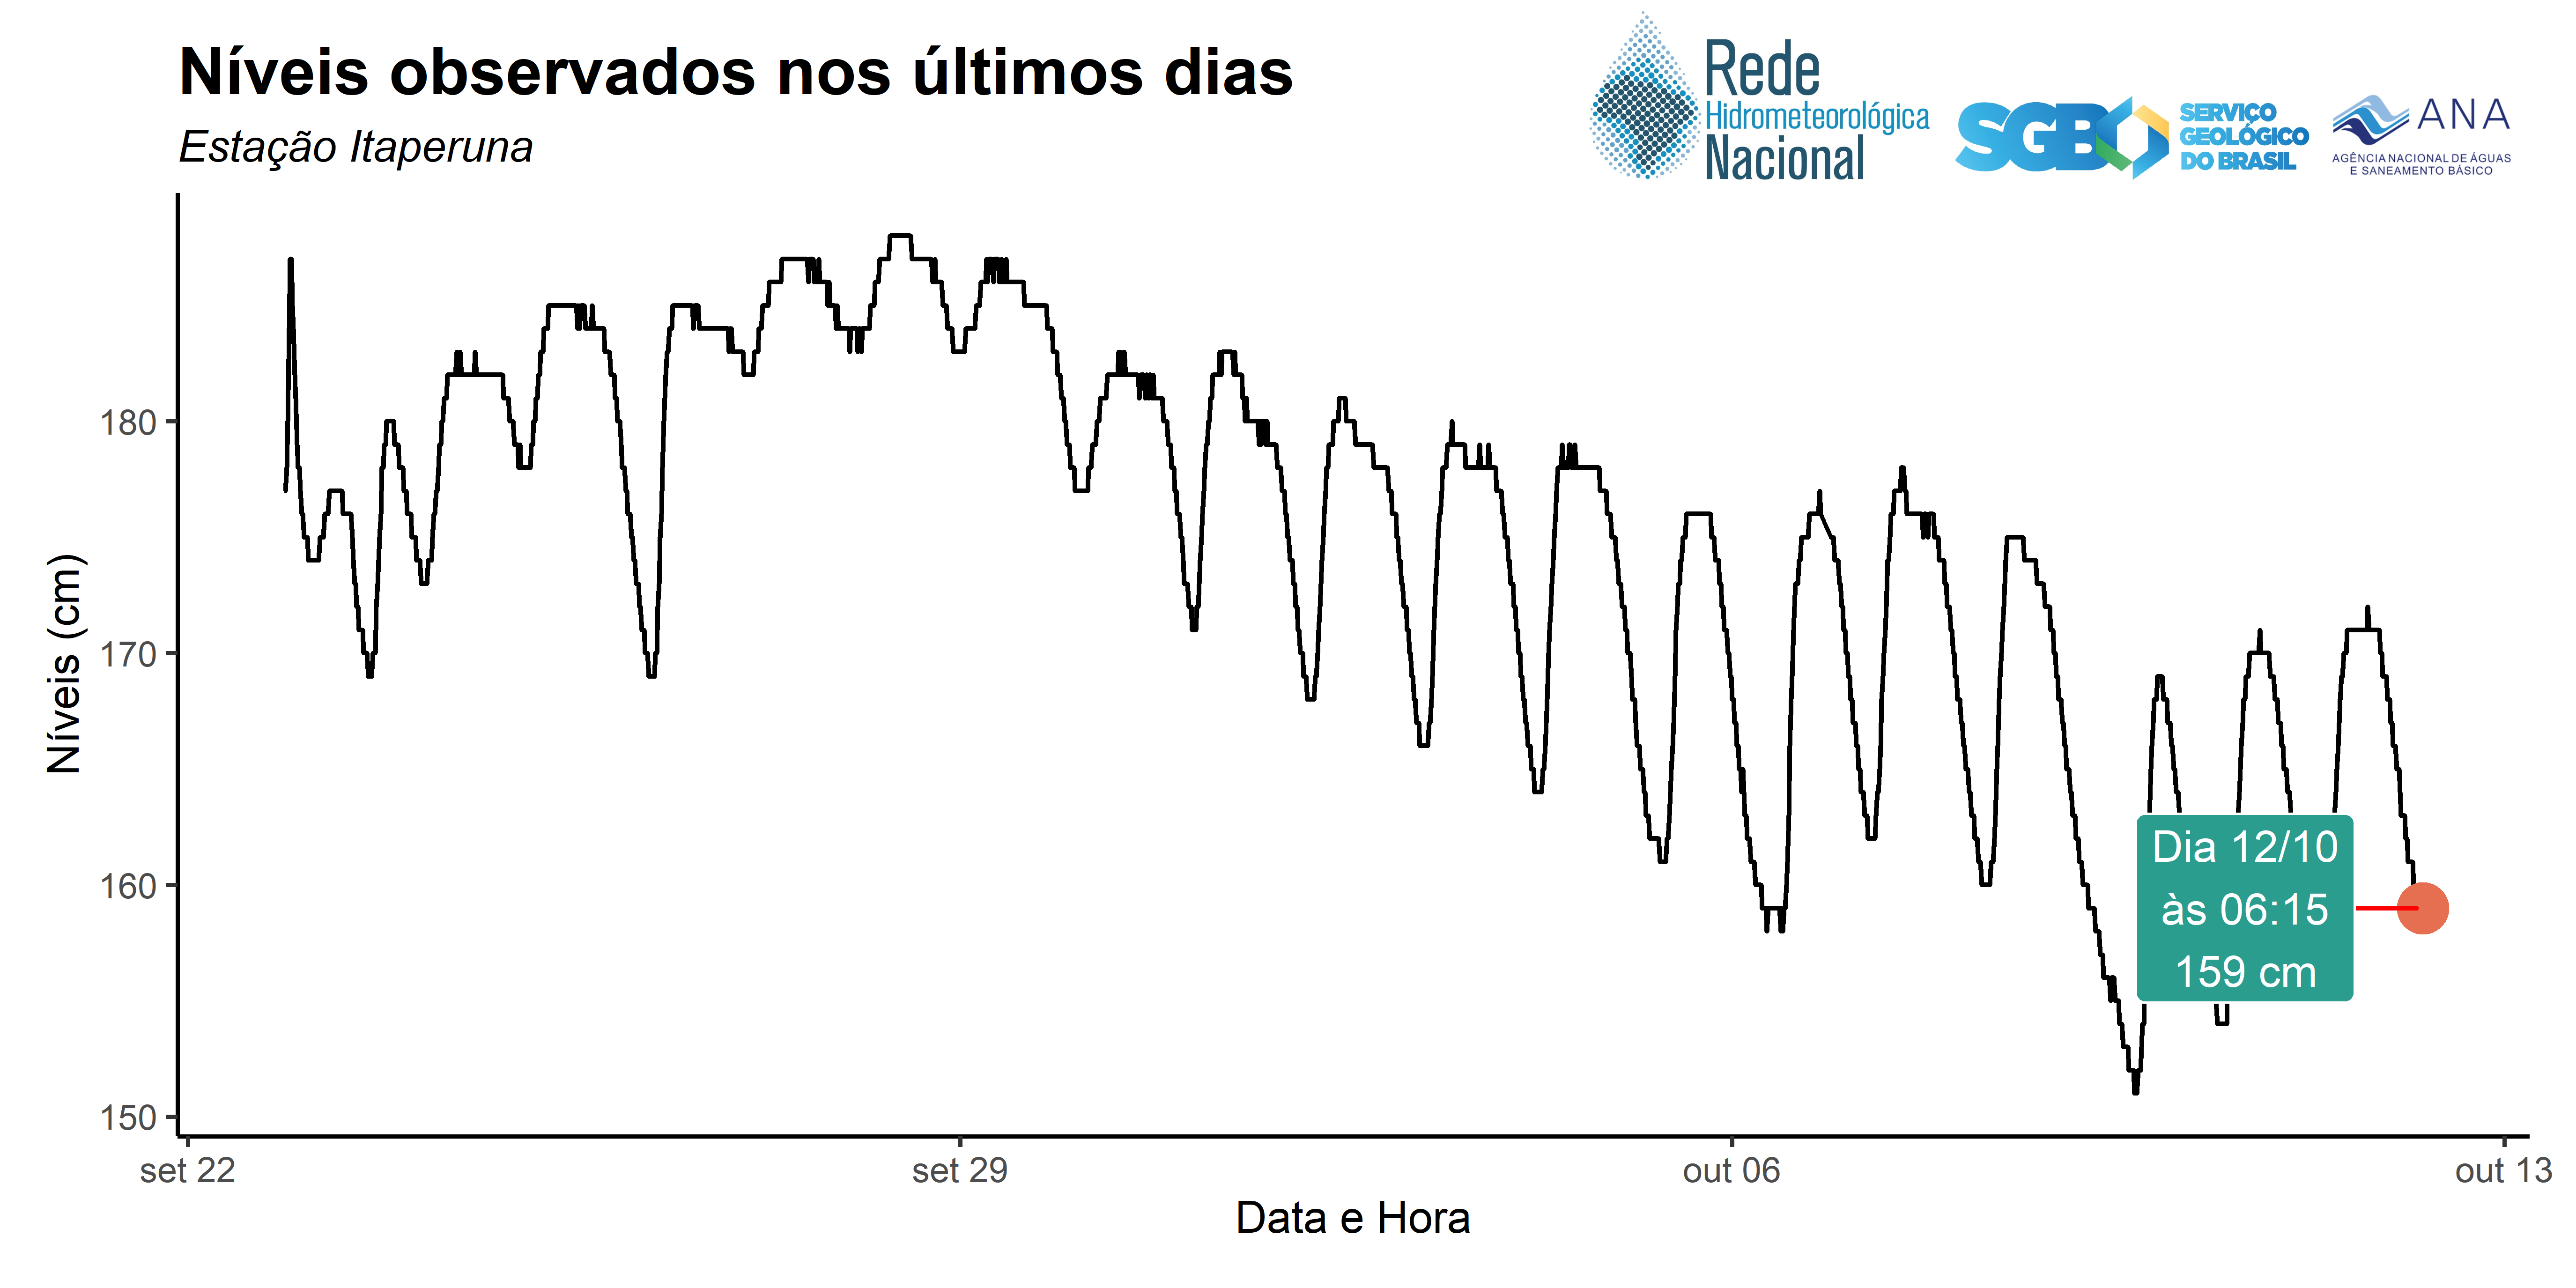 Níveis observados nos últimos dias
Estação Itaperuna
Rede
Hidrometeorológica
Nacional
SGB
SERVIÇO
GEOLÓGICO
DO BRASIL
ANA
AGÊNCIA NACIONAL DE ÁGUAS
E SANEAMENTO BÁSICO
Níveis (cm)
180
170
160
150
Dia 12/10
às 06:15
159 cm
set 22
set 29
out 06
out 13
Data e Hora